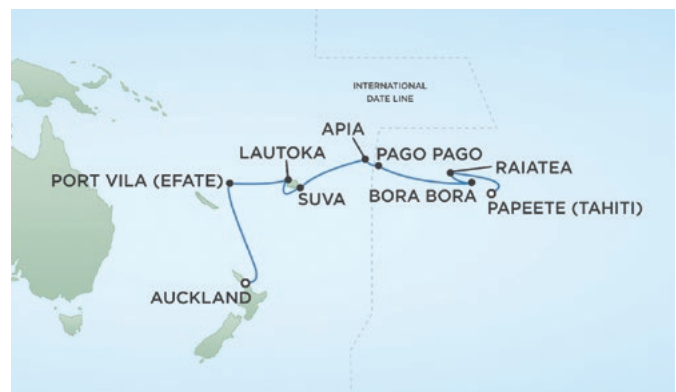 INTERNATIONAL
DATE LINE
APIA
LAUTOKA
PAGO PAGO
RAIATEA
PORT VILA (EFATE)
SUVA
BORA BORA
PAPEETE (TAHITI)
AUCKLAND